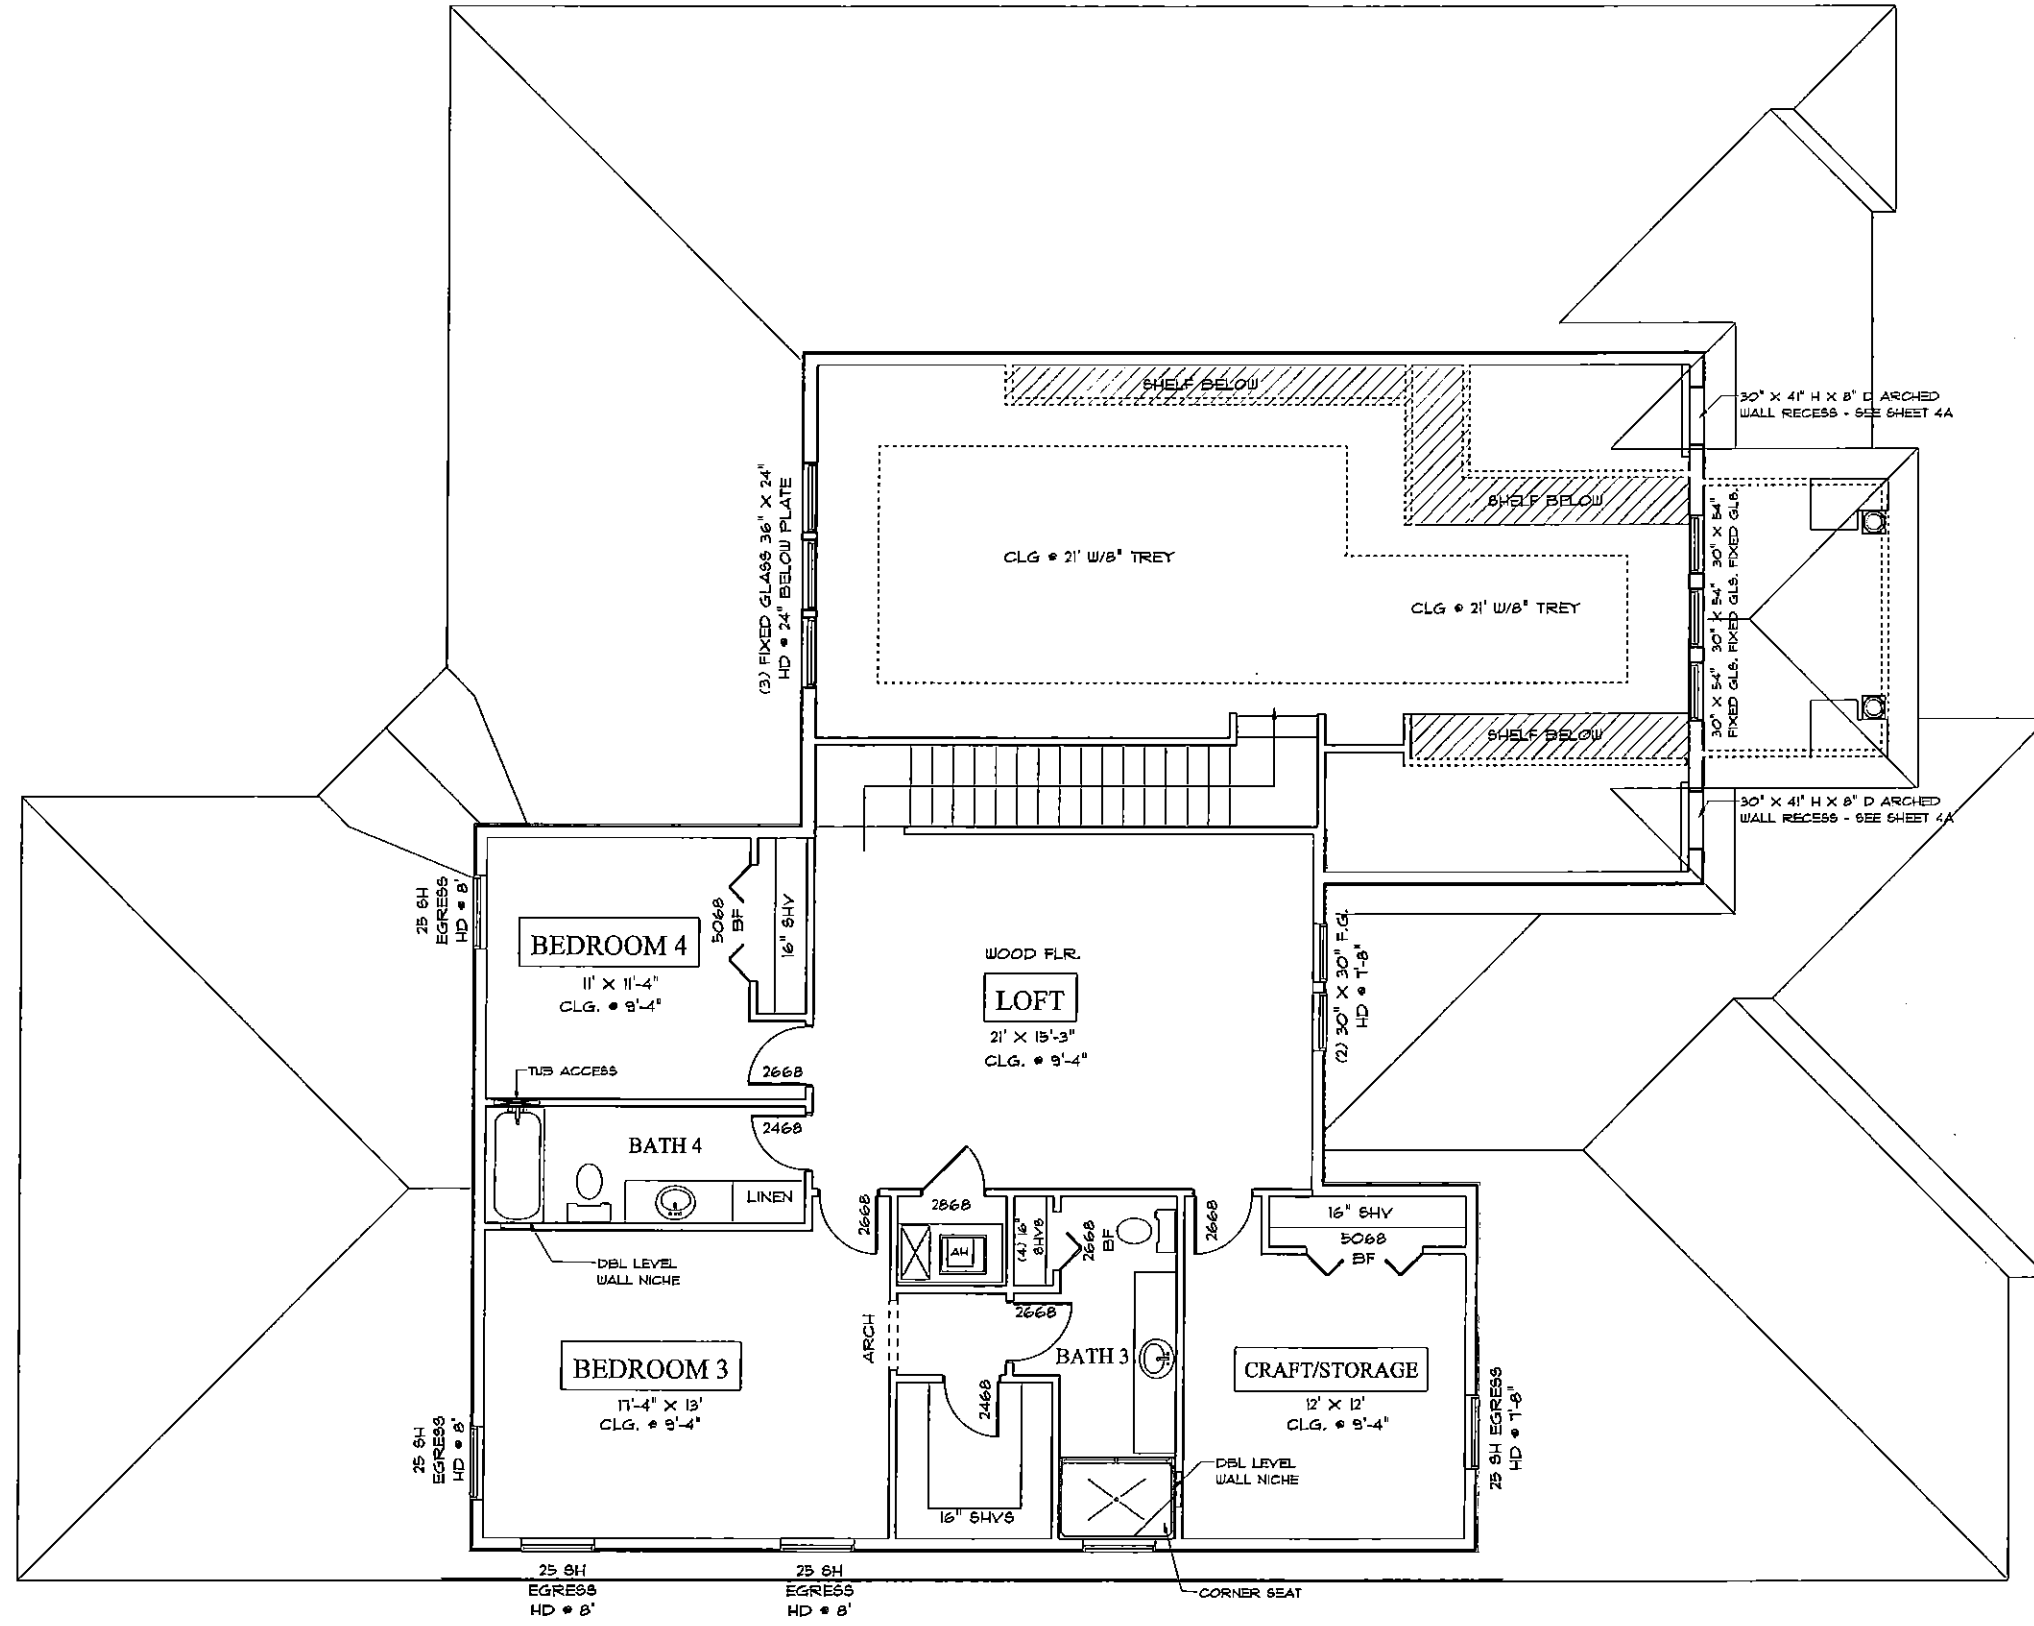 SHELF BELOW
30" X 41" H X 8" D ARCHED
WALL RECESS - SEE SHEET 4A
(3) FIXED GLASS 36" X 24"
HD @ 24" BELOW PLATE
SHELF BELOW
CLG @ 21' W/8" TREY
CLG @ 21' W/8" TREY
30" X 54" 30" X 54" 30" X 54"
FIXED GLS. FIXED GLS. FIXED GLS.
SHELF BELOW
30" X 41" H X 8" D ARCHED
WALL RECESS - SEE SHEET 4A
25 SH
EGRESS
HD @ 8'
BEDROOM 4
11' X 11'-4"
CLG. @ 9'-4"
5068
BF
16" SHV
WOOD FLR.
LOFT
21' X 15'-3"
CLG. @ 9'-4"
(2) 30" X 30" F.G.
HD @ 7'-8"
TUB ACCESS
2668
2468
BATH 4
LINEN
2668
2868
AH
(4) 16"
SHVS
2668
BF
2668
16" SHV
5068
BF
DBL LEVEL
WALL NICHE
ARCH
2668
BATH 3
BEDROOM 3
17'-4" X 13'
CLG. @ 9'-4"
2468
CRAFT/STORAGE
12' X 12'
CLG. @ 9'-4"
25 SH
EGRESS
HD @ 8'
25 SH EGRESS
HD @ 7'-8"
DBL LEVEL
WALL NICHE
16" SHVS
25 SH
EGRESS
HD @ 8'
25 SH
EGRESS
HD @ 8'
CORNER SEAT